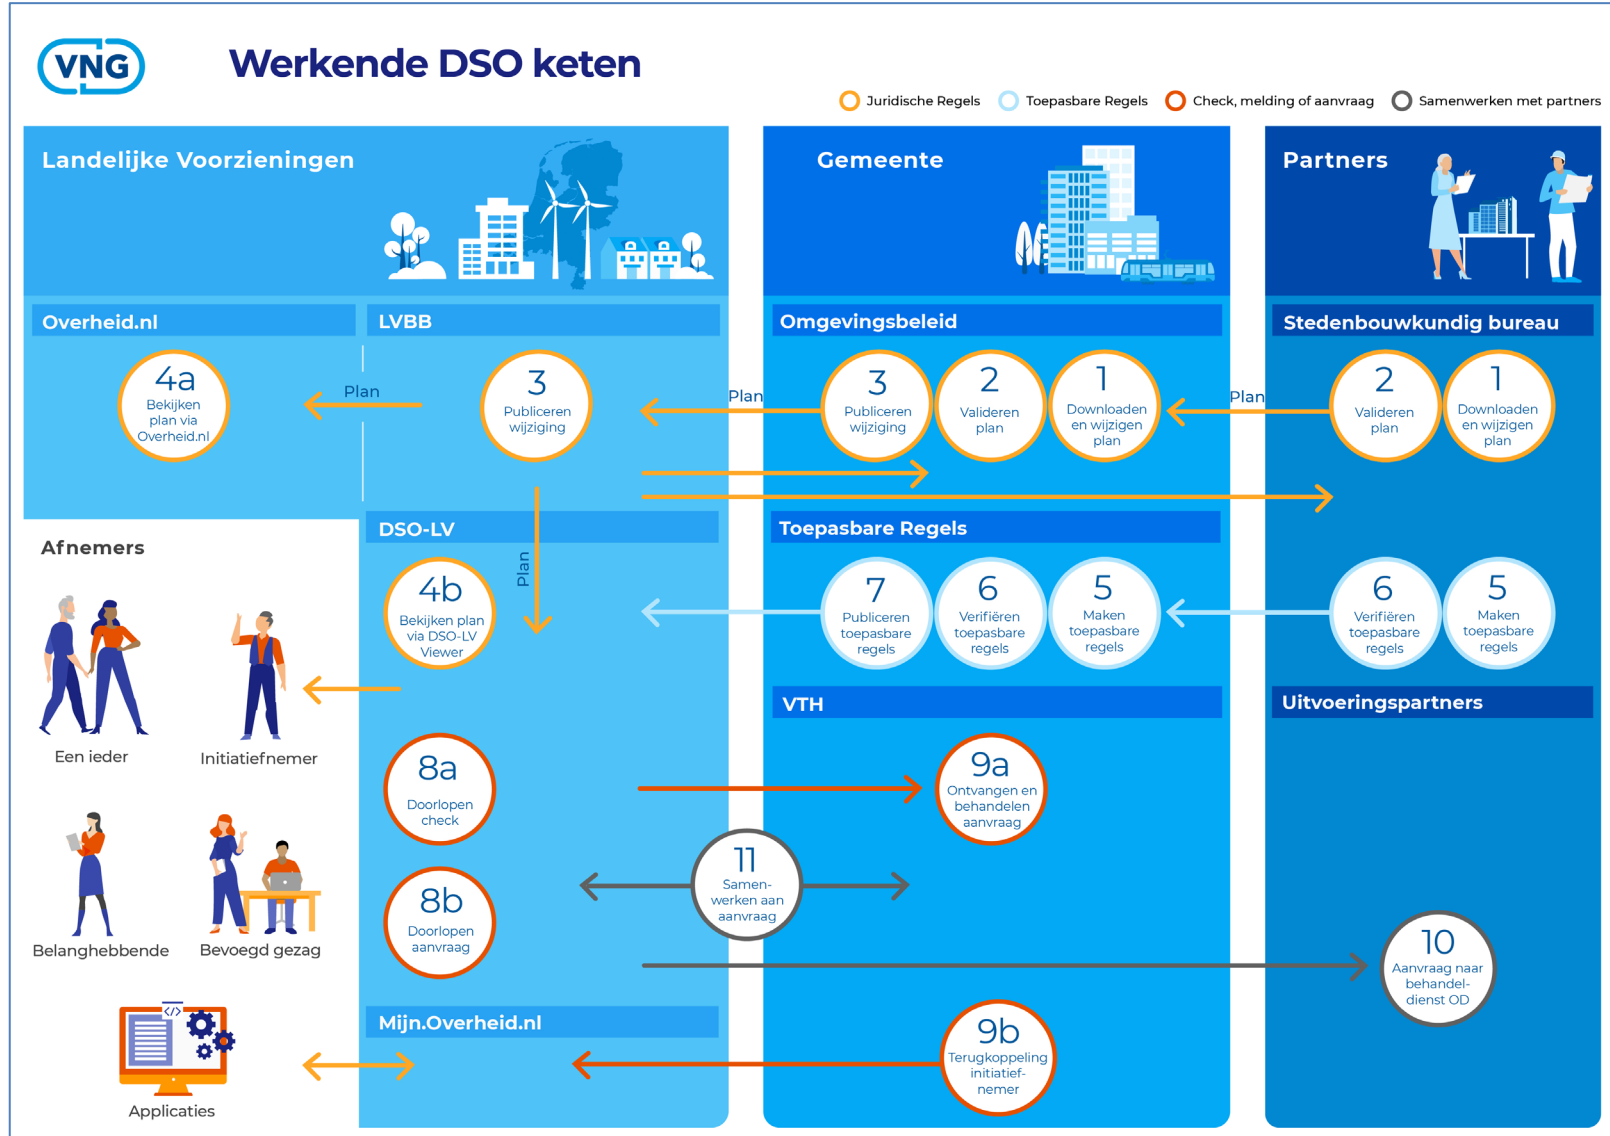 VNG
Werkende DSO keten
Juridische Regels
Toepasbare Regels
Check, melding of aanvraag
Samenwerken met partners
Landelijke Voorzieningen
Gemeente
Partners
Overheid.nl
LVBB
Omgevingsbeleid
Stedenbouwkundig bureau
4a
Bekijken
plan via
Overheid.nl
Plan
3
Publiceren
wijziging
Plan
3
Publiceren
wijziging
2
Valideren
plan
1
Downloaden
en wijzigen
plan
Plan
2
Valideren
plan
1
Downloaden
en wijzigen
plan
Afnemers
DSO-LV
Toepasbare Regels
4b
Bekijken plan
via DSO-LV
Viewer
Plan
7
Publiceren
toepasbare
regels
6
Verifiëren
toepasbare
regels
5
Maken
toepasbare
regels
6
Verifiëren
toepasbare
regels
5
Maken
toepasbare
regels
VTH
Uitvoeringspartners
Een ieder
Initiatiefnemer
8a
Doorlopen
check
9a
Ontvangen en
behandelen
aanvraag
11
Samen-
werken aan
aanvraag
8b
Doorlopen
aanvraag
Belanghebbende
Bevoegd gezag
10
Aanvraag naar
behandel-
dienst OD
</>
Mijn.Overheid.nl
9b
Terugkoppeling
initiatief-
nemer
Applicaties